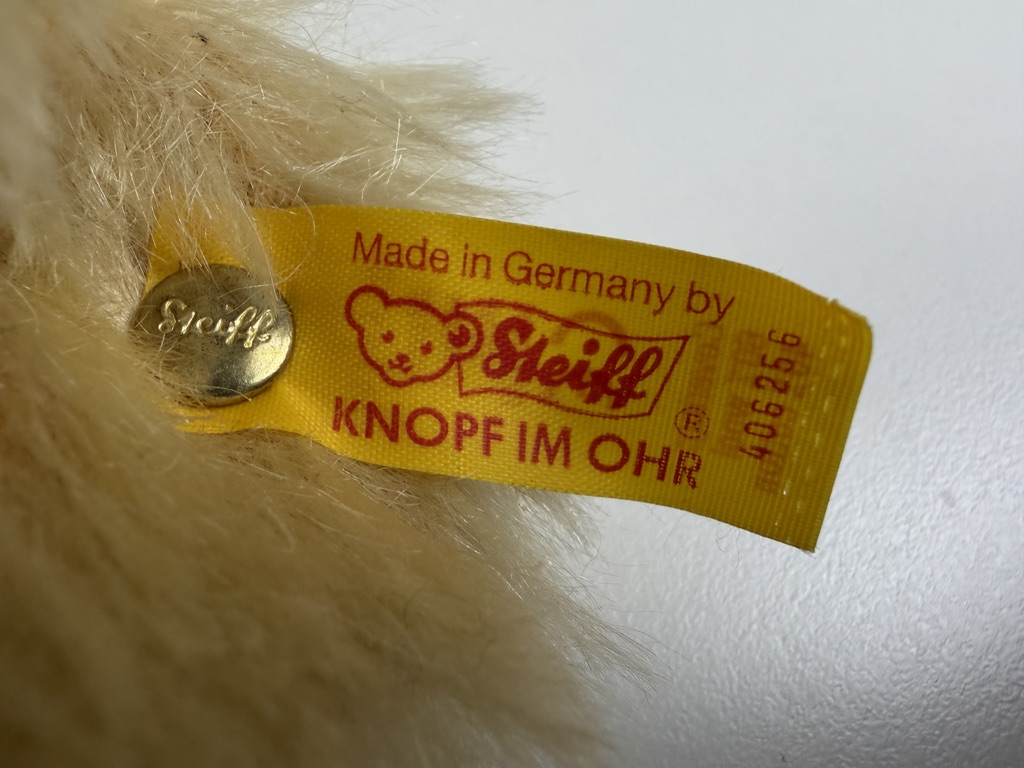 Steiff
Made in Germany by
Steiff
KNOPF IM OHR ®
406256